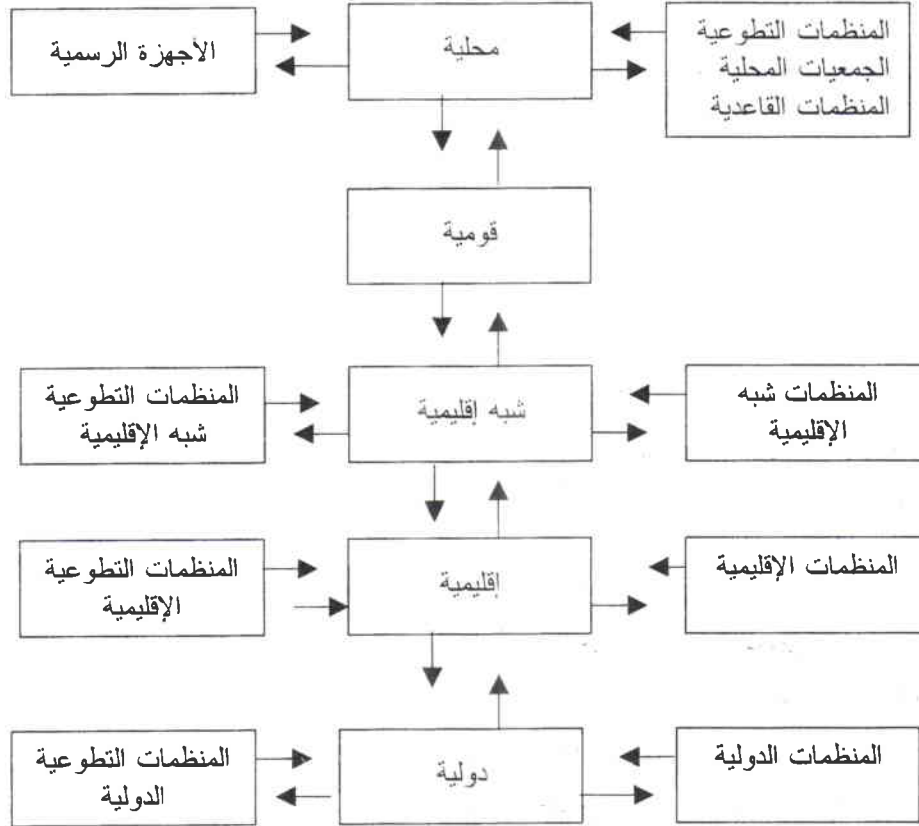 المنظمات التطوعية
الجمعيات المحلية
المنظمات القاعدية
محلية
الأجهزة الرسمية
قومية
المنظمات شبه
الإقليمية
شبه إقليمية
المنظمات التطوعية
شبه الإقليمية
المنظمات الإقليمية
إقليمية
المنظمات التطوعية
الإقليمية
المنظمات الدولية
دولية
المنظمات التطوعية
الدولية